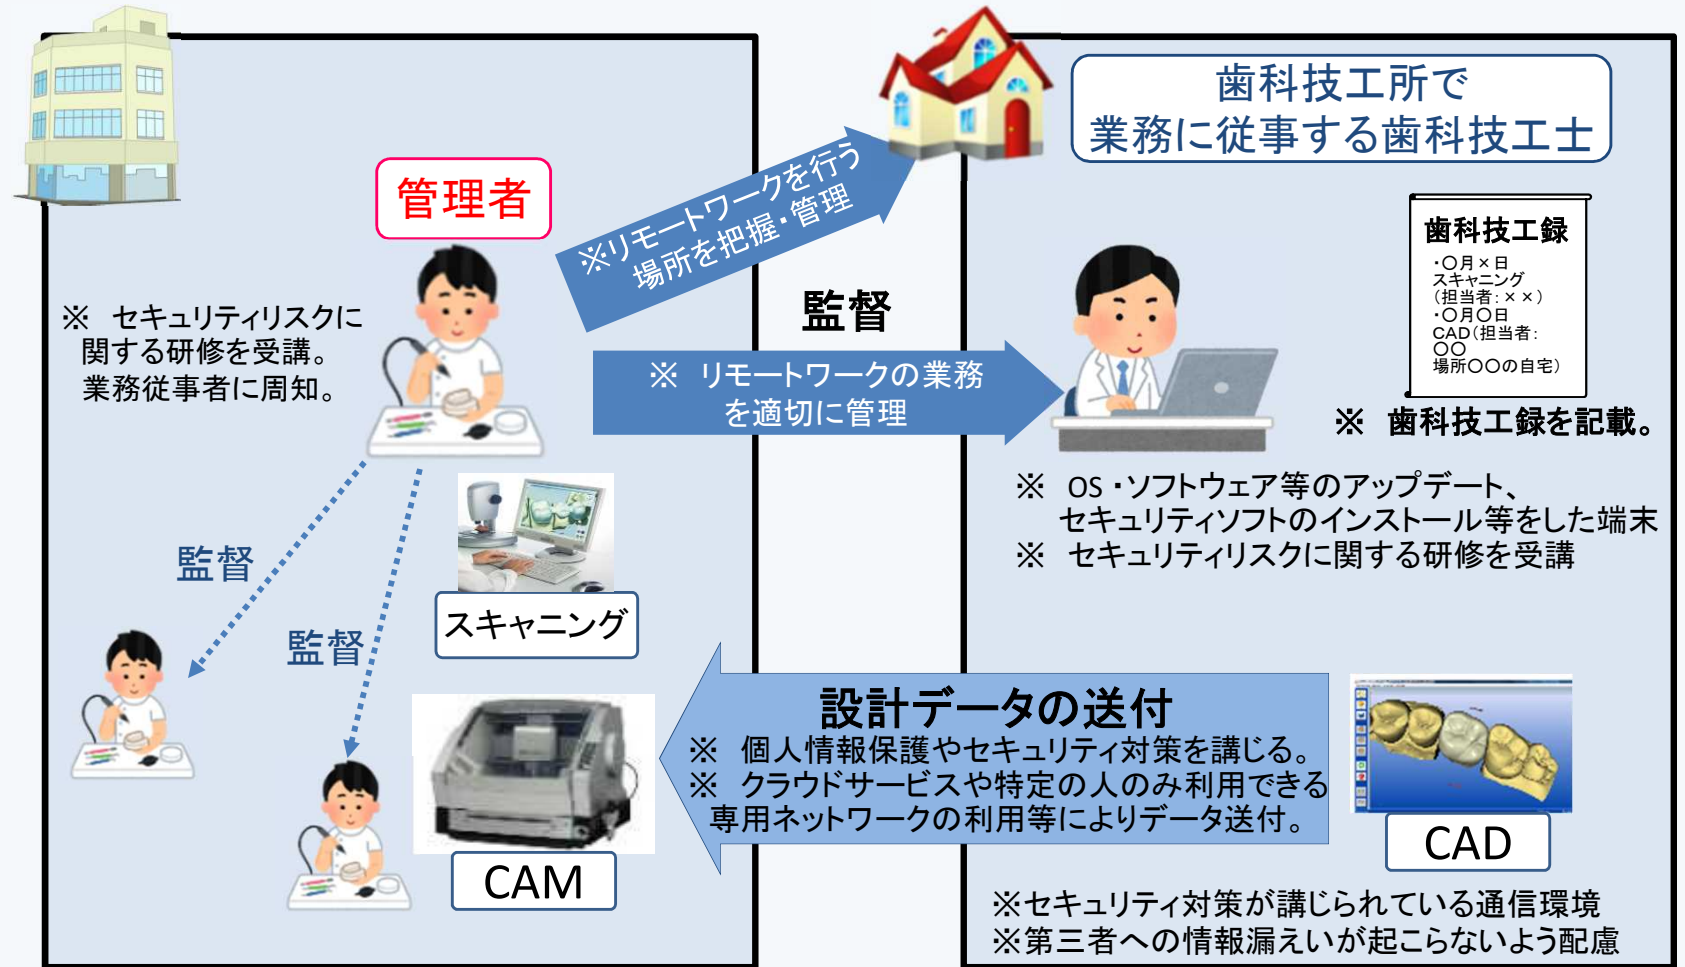 歯科技工所で
業務に従事する歯科技工士
管理者
※リモートワークを行う
場所を把握・管理
監督
※ リモートワークの業務
を適切に管理
※ セキュリティリスクに
関する研修を受講。
業務従事者に周知。
歯科技工録
・〇月×日
スキャニング
(担当者:××)
・〇月〇日
CAD(担当者:
〇〇
場所〇〇の自宅)
※ 歯科技工録を記載。
※ OS・ソフトウェア等のアップデート、
セキュリティソフトのインストール等をした端末
※ セキュリティリスクに関する研修を受講
監督
監督
スキャニング
設計データの送付
※ 個人情報保護やセキュリティ対策を講じる。
※ クラウドサービスや特定の人のみ利用できる
専用ネットワークの利用等によりデータ送付。
CAM
CAD
※セキュリティ対策が講じられている通信環境
※第三者への情報漏えいが起こらないよう配慮